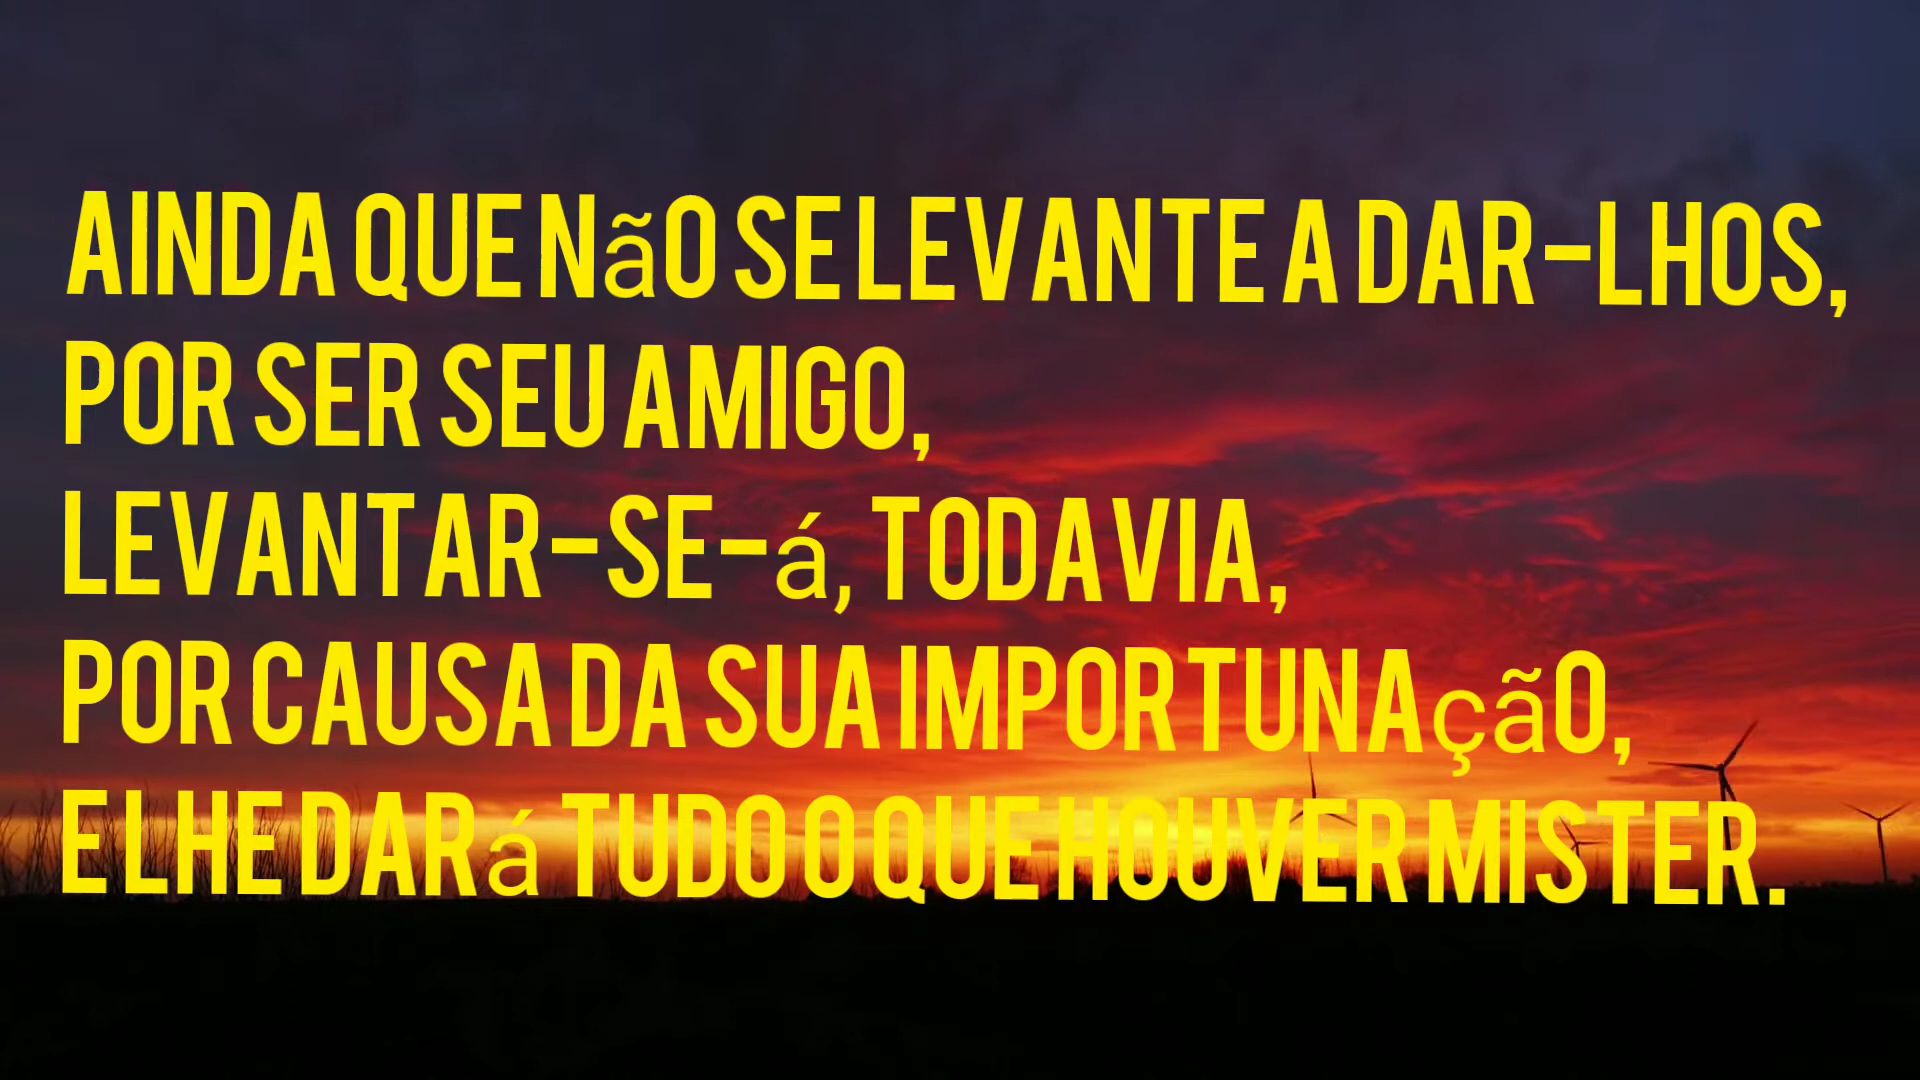 AINDA QUE NãO SE LEVANTE A DAR-LHOS,
POR SER SEU AMIGO,
LEVANTAR-SE-á, TODAVIA,
POR CAUSA DA SUA IMPORTUNAçãO,
E LHE DARá TUDO O QUE HOUVER MISTER.